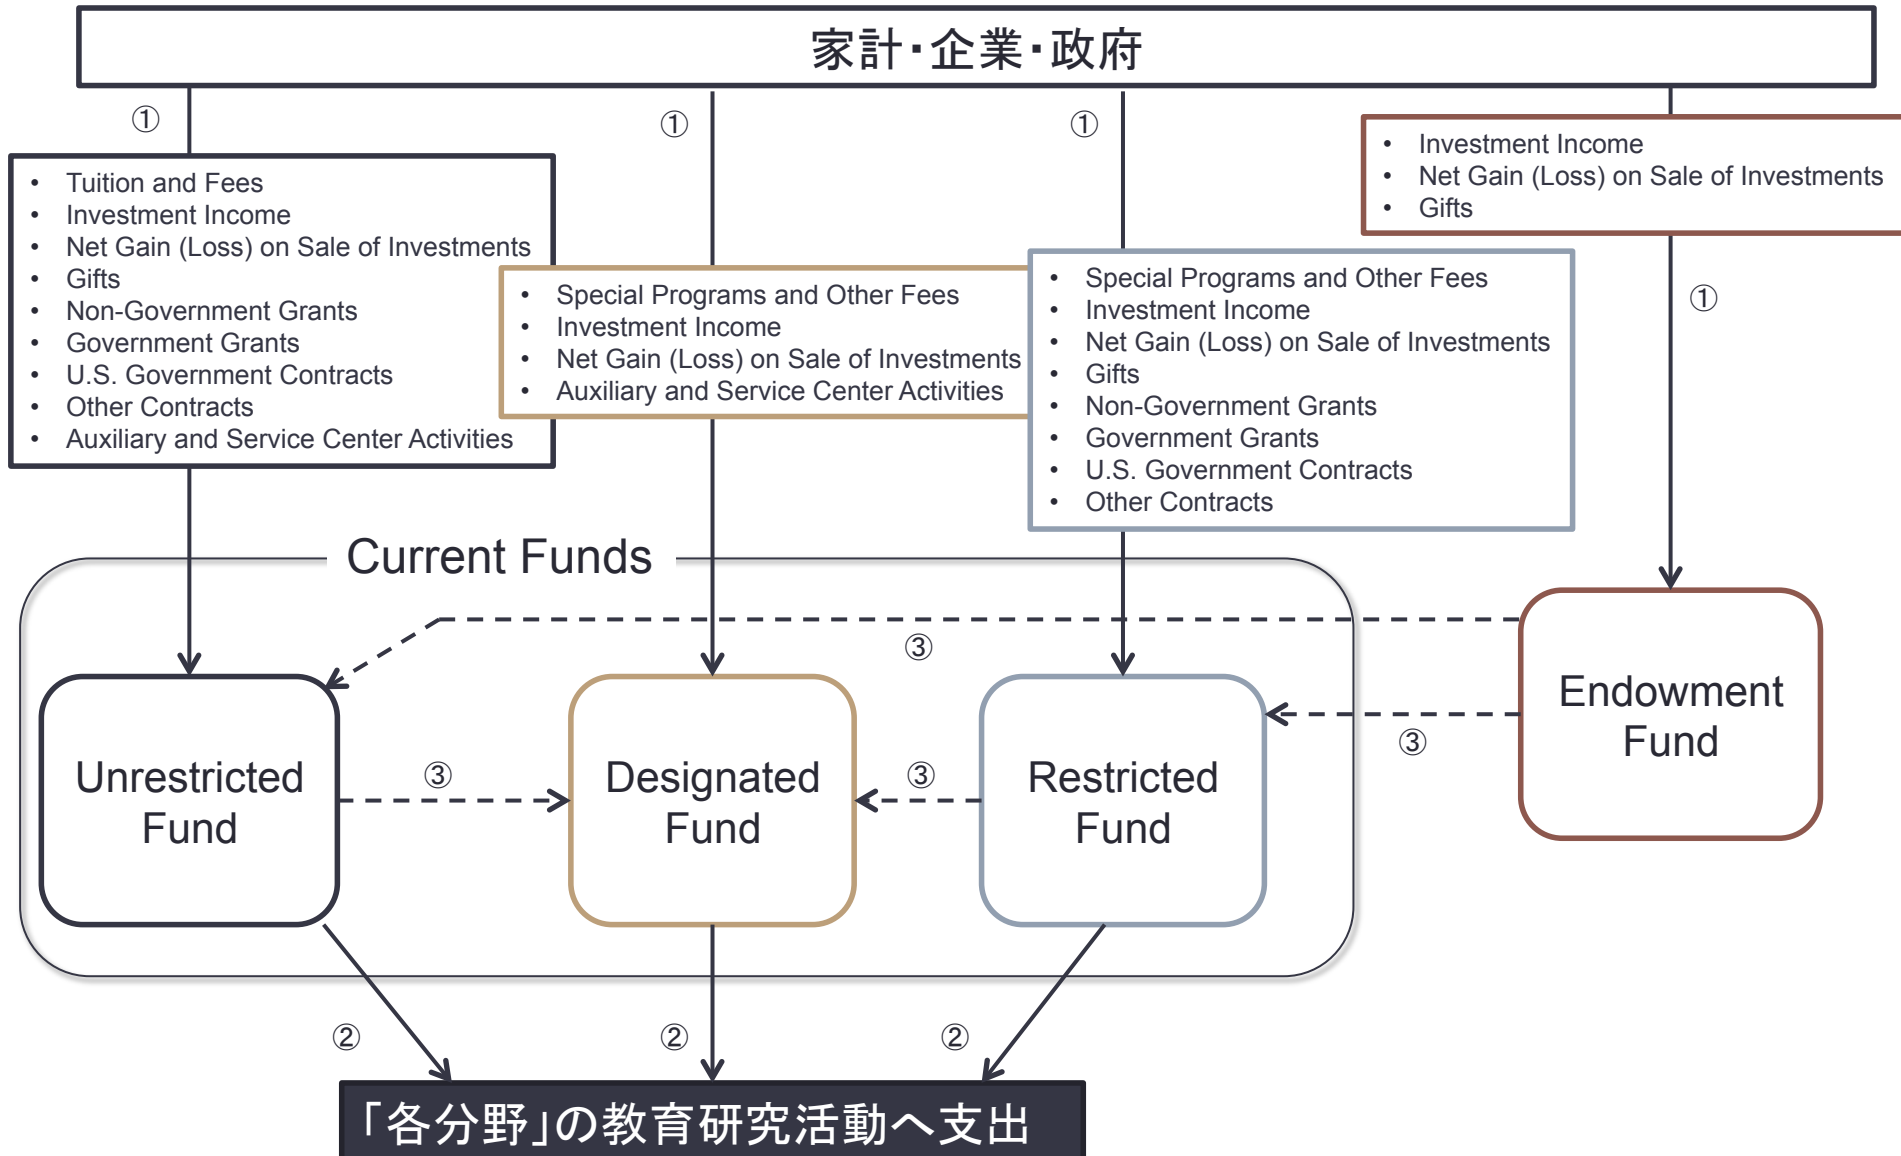 家計・企業・政府
①
①
①
①
• Tuition and Fees
• Investment Income
• Net Gain (Loss) on Sale of Investments
• Gifts
• Non-Government Grants
• Government Grants
• U.S. Government Contracts
• Other Contracts
• Auxiliary and Service Center Activities
• Special Programs and Other Fees
• Investment Income
• Net Gain (Loss) on Sale of Investments
• Auxiliary and Service Center Activities
• Special Programs and Other Fees
• Investment Income
• Net Gain (Loss) on Sale of Investments
• Gifts
• Non-Government Grants
• Government Grants
• U.S. Government Contracts
• Other Contracts
• Investment Income
• Net Gain (Loss) on Sale of Investments
• Gifts
Current Funds
③
③
③
③
Unrestricted
Fund
Designated
Fund
Restricted
Fund
Endowment
Fund
②
②
②
「各分野」の教育研究活動へ支出